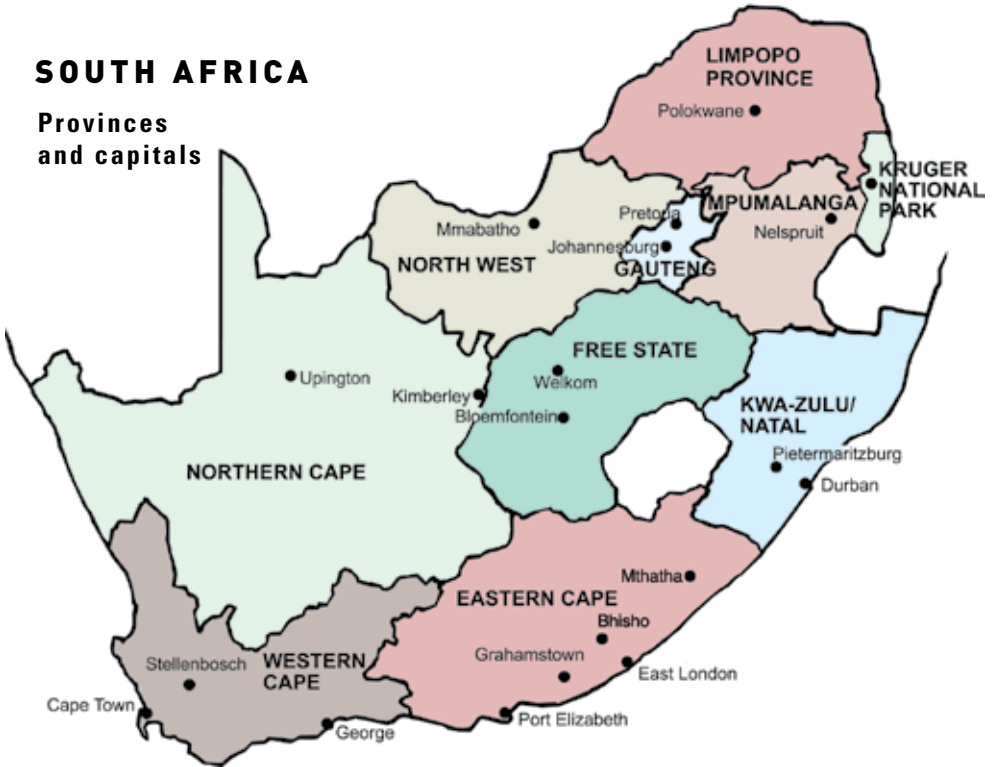 SOUTH AFRICA
Provinces
and capitals
LIMPOPO
PROVINCE
Polokwane
KRUGER
NATIONAL
PARK
MPUMALANGA
Nelspruit
Pretoria
Johannesburg
GAUTENG
Mmabatho
NORTH WEST
FREE STATE
Welkom
Bloemfontein
Kimberley
Upington
NORTHERN CAPE
KWA-ZULU/
NATAL
Pietermaritzburg
Durban
EASTERN CAPE
Mthatha
Bhisho
Grahamstown
East London
Port Elizabeth
WESTERN
CAPE
Stellenbosch
Cape Town
George